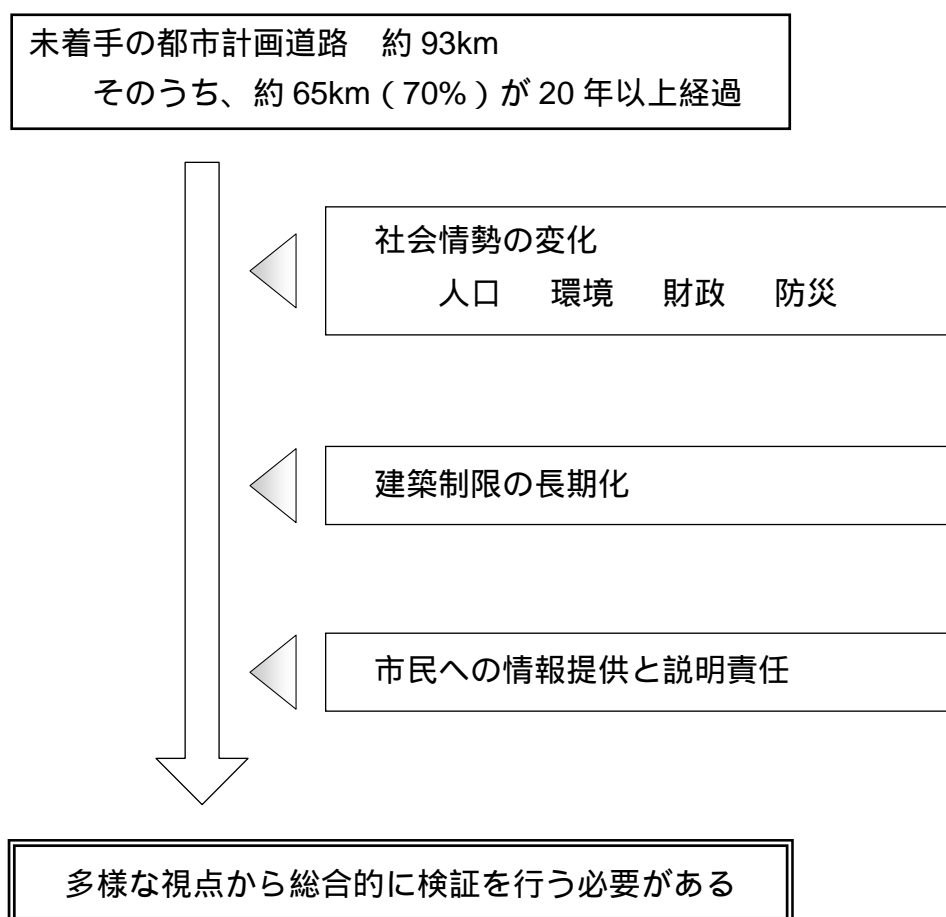 未着手の都市計画道路　約 93km
そのうち、約 65km（70%）が 20 年以上経過
社会情勢の変化
人口　環境　財政　防災
建築制限の長期化
市民への情報提供と説明責任
多様な視点から総合的に検証を行う必要がある